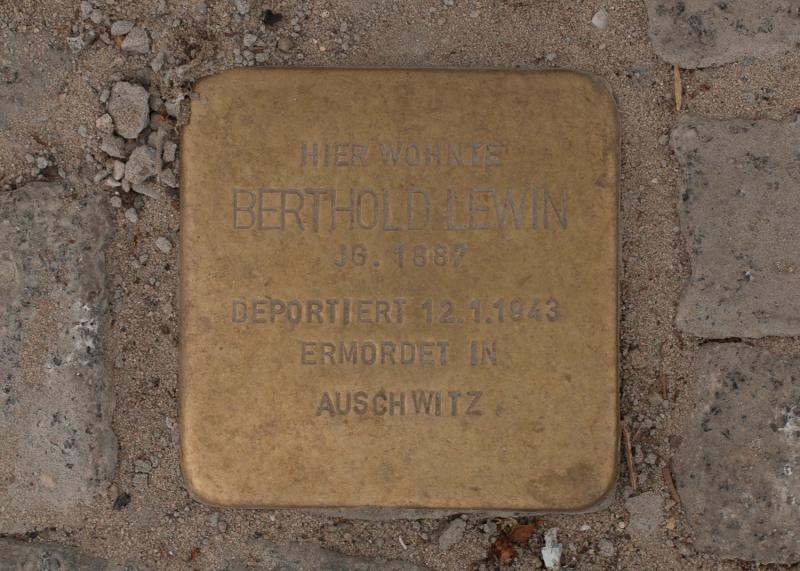 HIER WOHNTE
BERTHOLD LEWIN
JG. 1887
DEPORTIERT 12.1.1943
ERMORDET IN
AUSCHWITZ